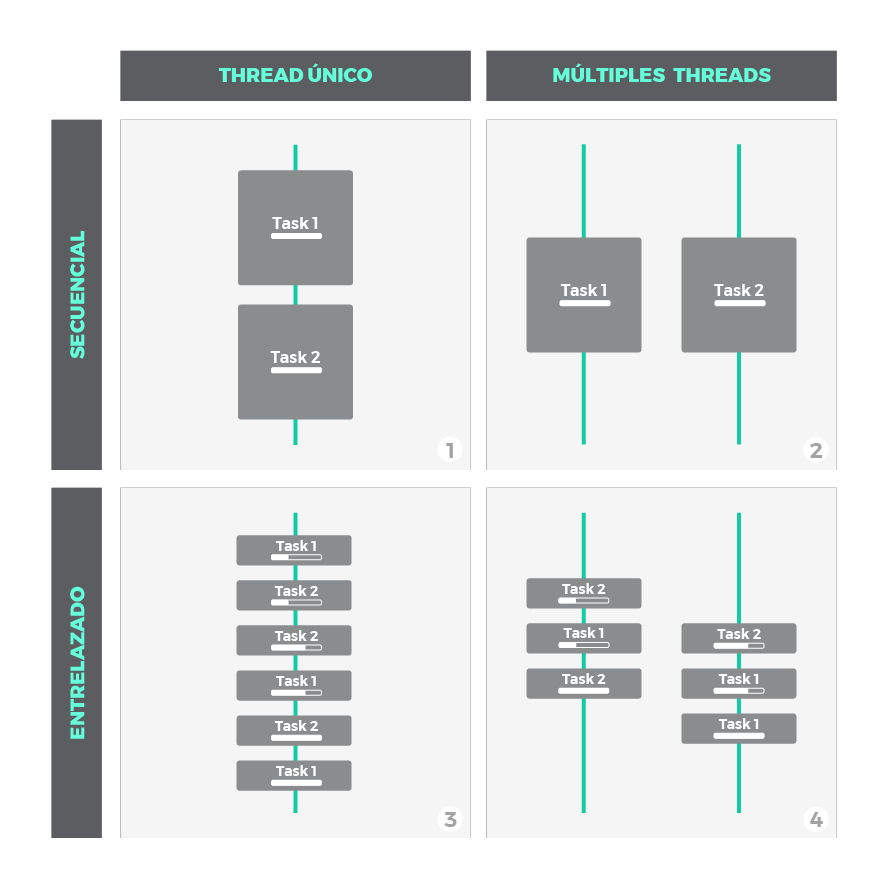 THREAD ÚNICO
MÚLTIPLES THREADS
SECUENCIAL
Task 1
Task 2
1
Task 1
Task 2
2
ENTRELAZADO
Task 1
Task 2
Task 2
Task 1
Task 2
Task 1
3
Task 2
Task 1
Task 2
Task 2
Task 1
Task 1
4